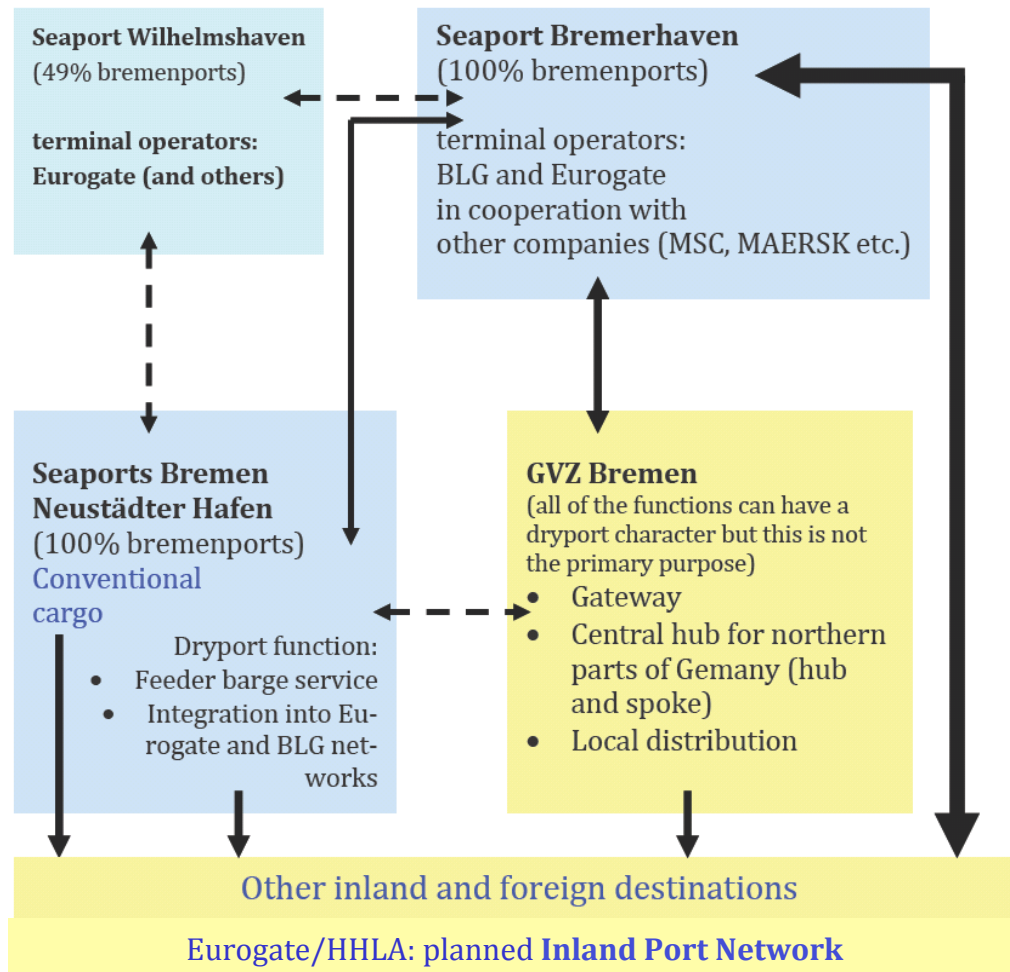 Seaport Wilhelmshaven
(49% bremenports)
terminal operators:
Eurogate (and others)
Seaport Bremerhaven
(100% bremenports)
terminal operators:
BLG and Eurogate
in cooperation with
other companies (MSC, MAERSK etc.)
Seaports Bremen
Neustädter Hafen
(100% bremenports)
Conventional
cargo
Dryport function:
• Feeder barge service
• Integration into Eu-
rogate and BLG net-
works
GVZ Bremen
(all of the functions can have a
dryport character but this is not
the primary purpose)
• Gateway
• Central hub for northern
parts of Gemany (hub
and spoke)
• Local distribution
Other inland and foreign destinations
Eurogate/HHLA: planned Inland Port Network